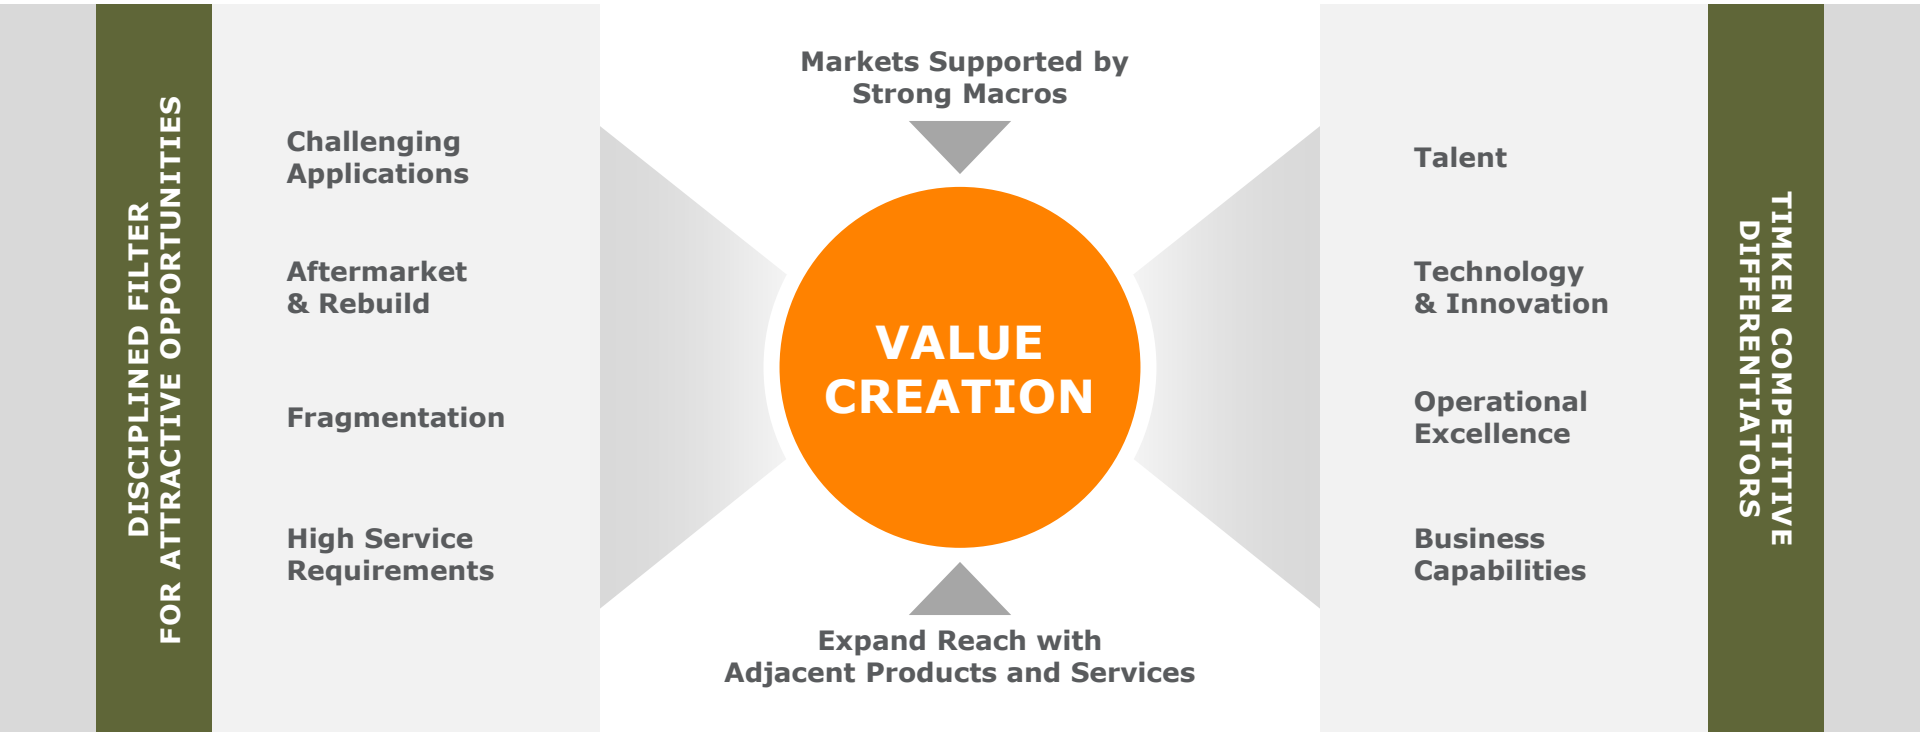 DISCIPLINED FILTER
FOR ATTRACTIVE OPPORTUNITIES
Challenging
Applications
Aftermarket
& Rebuild
Fragmentation
High Service
Requirements
Markets Supported by
Strong Macros
VALUE
CREATION
Expand Reach with
Adjacent Products and Services
Talent
Technology
& Innovation
Operational
Excellence
Business
Capabilities
TIMKEN COMPETITIVE
DIFFERENTIATORS